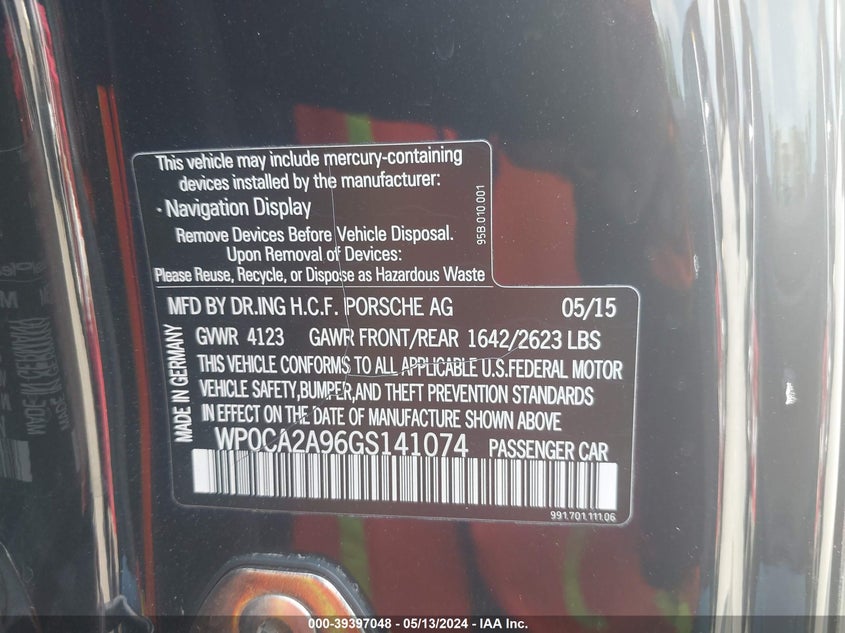 This vehicle may include mercury-containing
devices installed by the manufacturer:
· Navigation Display
Remove Devices Before Vehicle Disposal.
Upon Removal of Devices:
Please Reuse, Recycle, or Dispose as Hazardous Waste
95B.010.001
MFD BY DR.ING H.C.F. PORSCHE AG 05/15
GVWR 4123 GAWR FRONT/REAR 1642/2623 LBS
THIS VEHICLE CONFORMS TO ALL APPLICABLE U.S.FEDERAL MOTOR
VEHICLE SAFETY,BUMPER,AND THEFT PREVENTION STANDARDS
IN EFFECT ON THE DATE OF MANUFACTURE SHOWN ABOVE
MADE IN GERMANY
WP0CA2A96GS141074 PASSENGER CAR
991.701.111.06
000-39397048 - 05/13/2024 - IAA Inc.